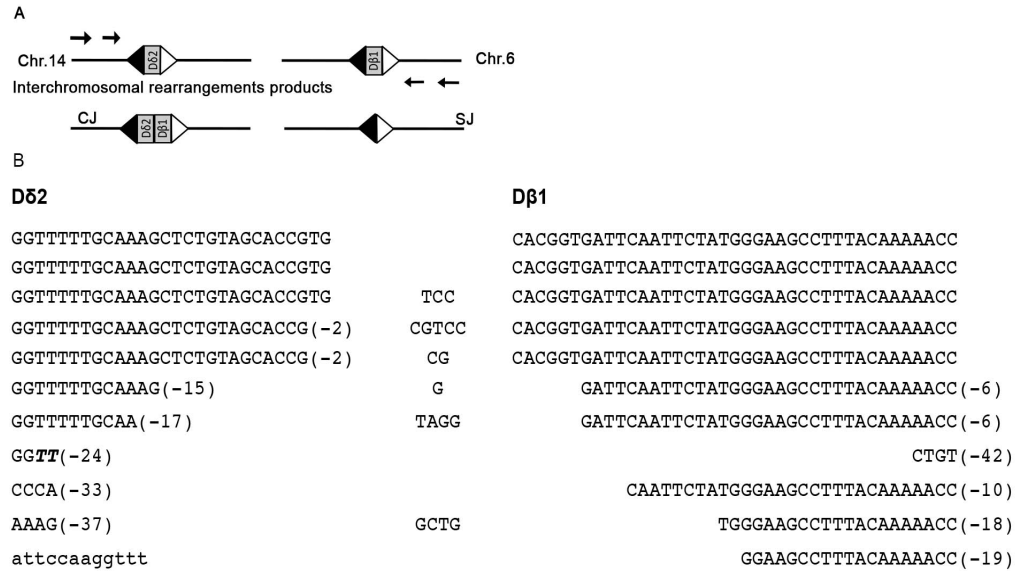 A
Chr.14 Dδ2 Dβ1 Chr.6
Interchromosomal rearrangements products
CJ Dδ2 Dβ1 SJ
B
Dδ2 Dβ1
GGTTTTTGCAAAGCTCTGTAGCACCGTG CACGGTGATTCAATTCTATGGGAAGCCTTTACAAAAACC
GGTTTTTGCAAAGCTCTGTAGCACCGTG CACGGTGATTCAATTCTATGGGAAGCCTTTACAAAAACC
GGTTTTTGCAAAGCTCTGTAGCACCGTG TCC CACGGTGATTCAATTCTATGGGAAGCCTTTACAAAAACC
GGTTTTTGCAAAGCTCTGTAGCACCG(-2) CGTCC CACGGTGATTCAATTCTATGGGAAGCCTTTACAAAAACC
GGTTTTTGCAAAGCTCTGTAGCACCG(-2) CG CACGGTGATTCAATTCTATGGGAAGCCTTTACAAAAACC
GGTTTTTGCAAAG(-15) G GATTCAATTCTATGGGAAGCCTTTACAAAAACC(-6)
GGTTTTTGCAA(-17) TAGG GATTCAATTCTATGGGAAGCCTTTACAAAAACC(-6)
GGTT(-24) CTGT(-42)
CCCA(-33) CAATTCTATGGGAAGCCTTTACAAAAACC(-10)
AAAG(-37) GCTG TGGGAAGCCTTTACAAAAACC(-18)
attccaaggttt GGAAGCCTTTACAAAAACC(-19)